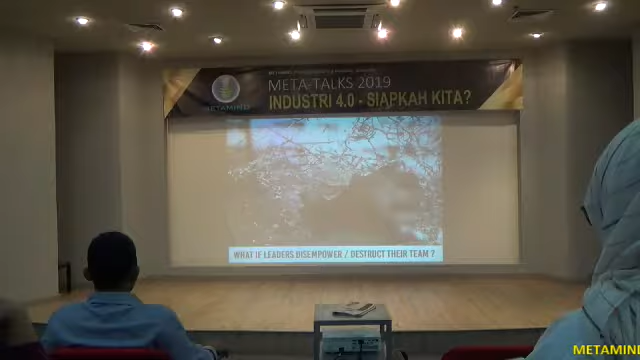 META-TALKS 2019
METAMIND
INDUSTRI 4.0 - SIAPKAH KITA?
WHAT IF LEADERS DISEMPOWER / DESTRUCT THEIR TEAM ?
METAMIND